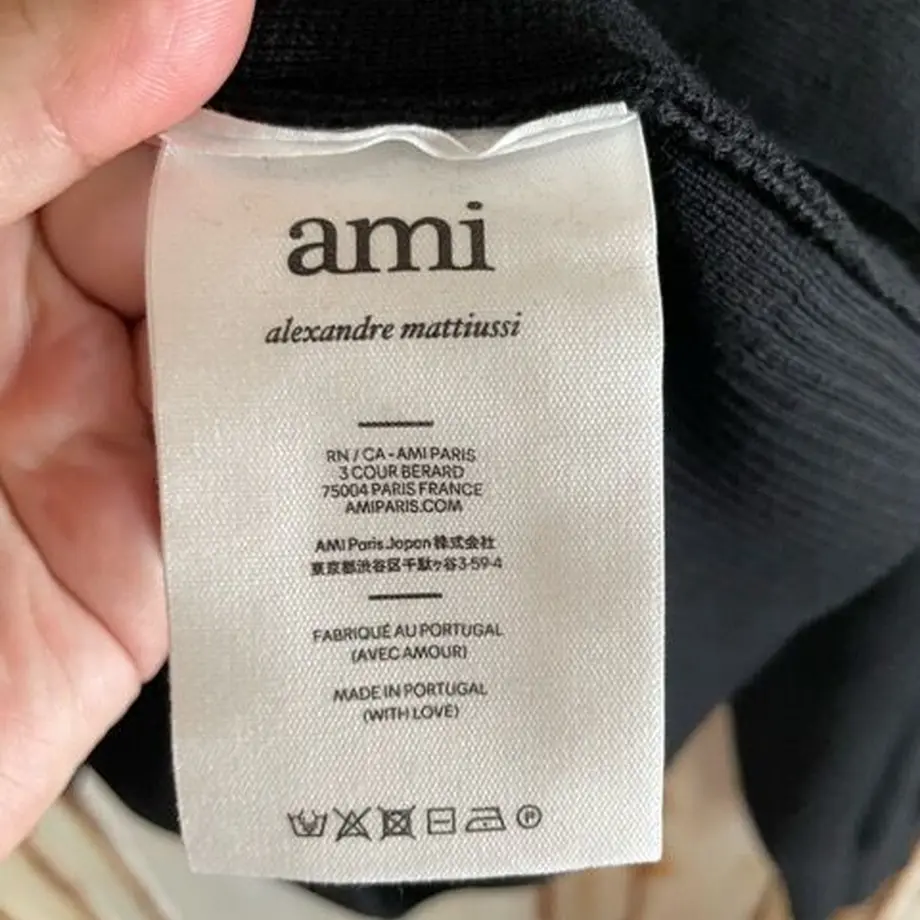 ami
alexandre mattiussi
RN / CA - AMI PARIS
3 COUR BERARD
75004 PARIS FRANCE
AMIPARIS.COM
AMI Paris Japan 株式会社
東京都渋谷区千駄ヶ谷3-59-4
FABRIQUÉ AU PORTUGAL
(AVEC AMOUR)
MADE IN PORTUGAL
(WITH LOVE)
P